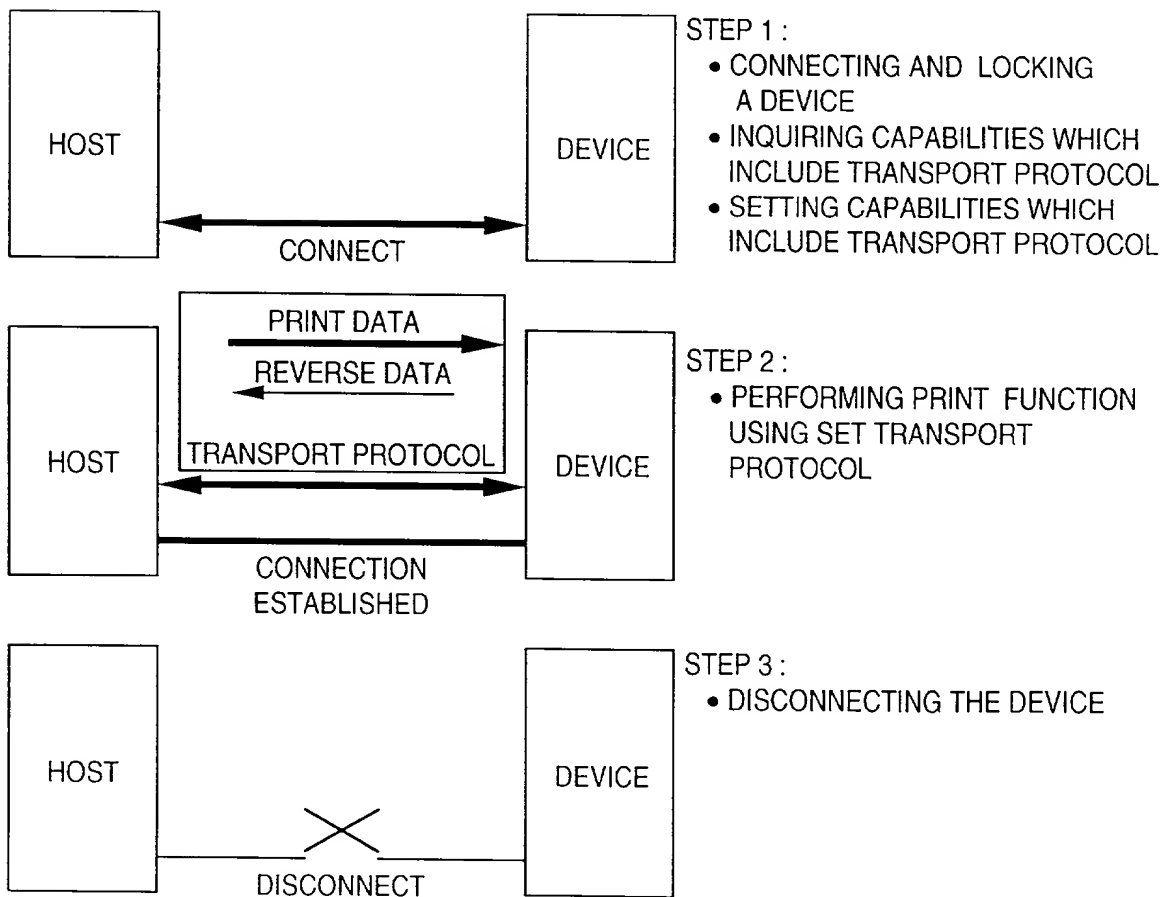 HOST
DEVICE
CONNECT
STEP 1 :
• CONNECTING AND LOCKING
A DEVICE
• INQUIRING CAPABILITIES WHICH
INCLUDE TRANSPORT PROTOCOL
• SETTING CAPABILITIES WHICH
INCLUDE TRANSPORT PROTOCOL
HOST
PRINT DATA
REVERSE DATA
TRANSPORT PROTOCOL
DEVICE
CONNECTION
ESTABLISHED
STEP 2 :
• PERFORMING PRINT FUNCTION
USING SET TRANSPORT
PROTOCOL
HOST
DEVICE
DISCONNECT
STEP 3 :
• DISCONNECTING THE DEVICE